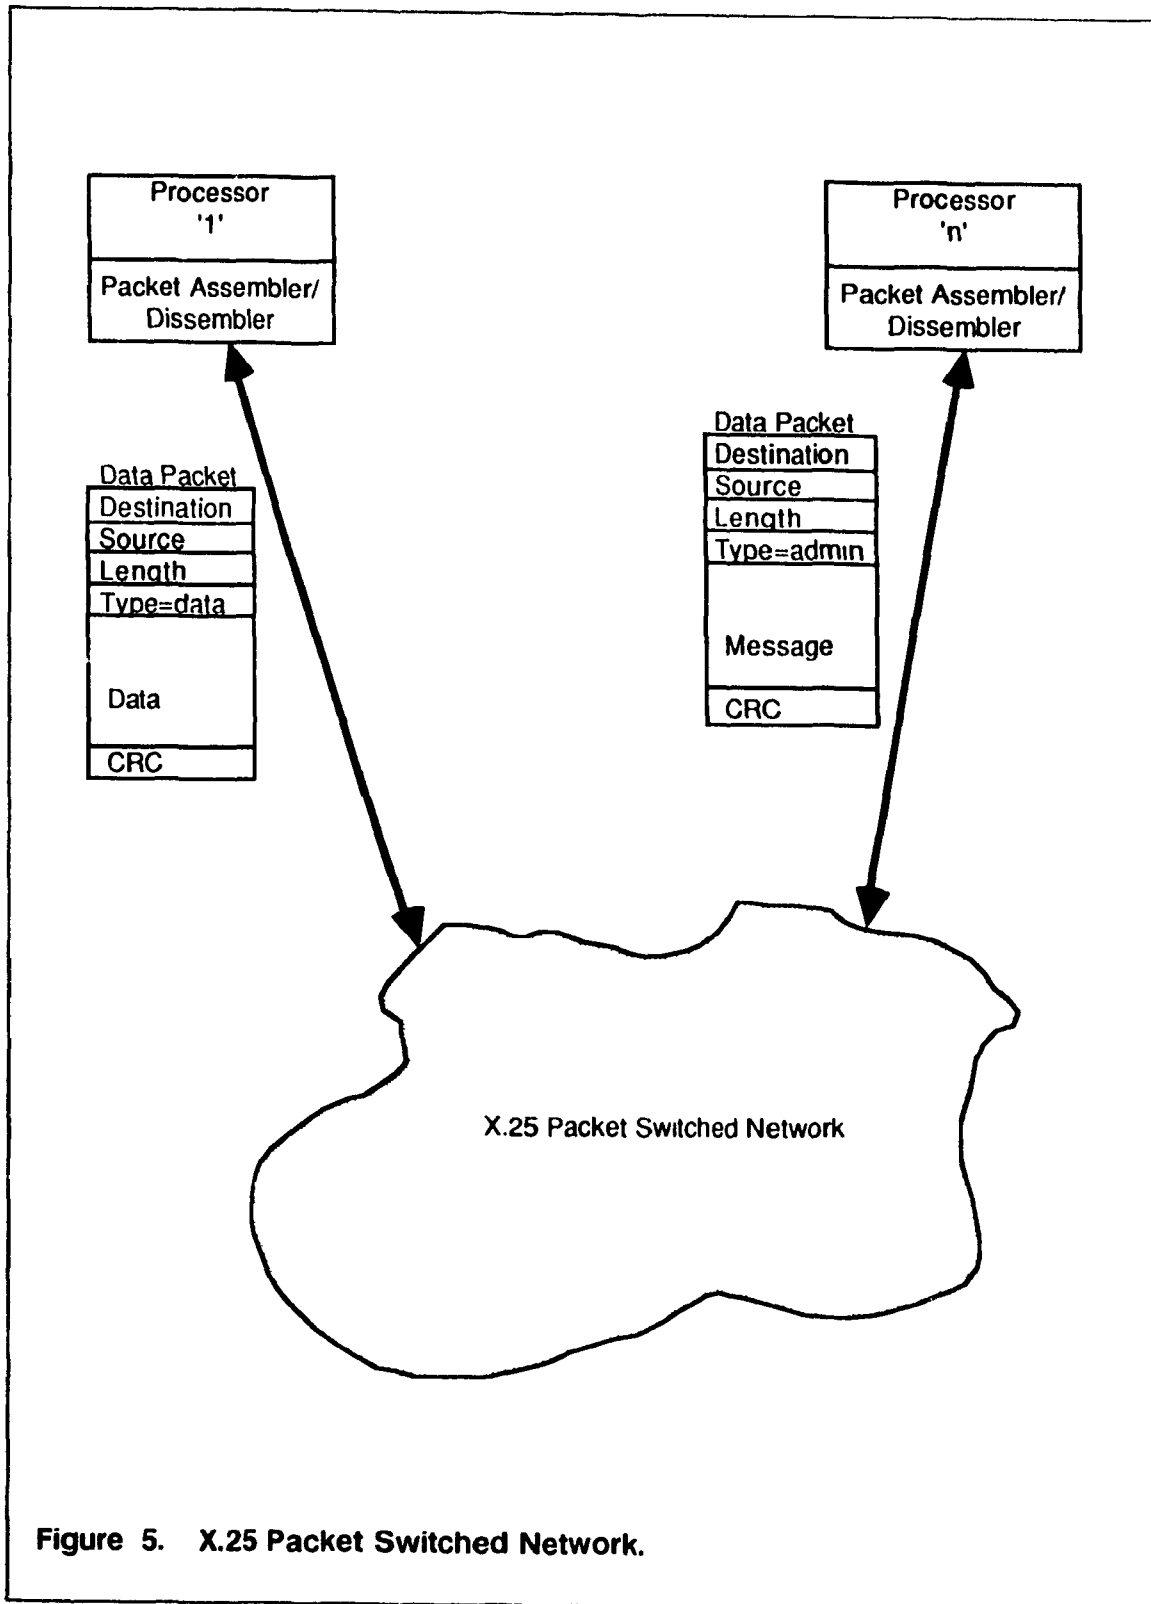 Processor
'1'
Packet Assembler/
Dissembler
Processor
'n'
Packet Assembler/
Dissembler
Data Packet
Destination
Source
Length
Type=data
Data
CRC
Data Packet
Destination
Source
Length
Type=admin
Message
CRC
X.25 Packet Switched Network
Figure 5. X.25 Packet Switched Network.